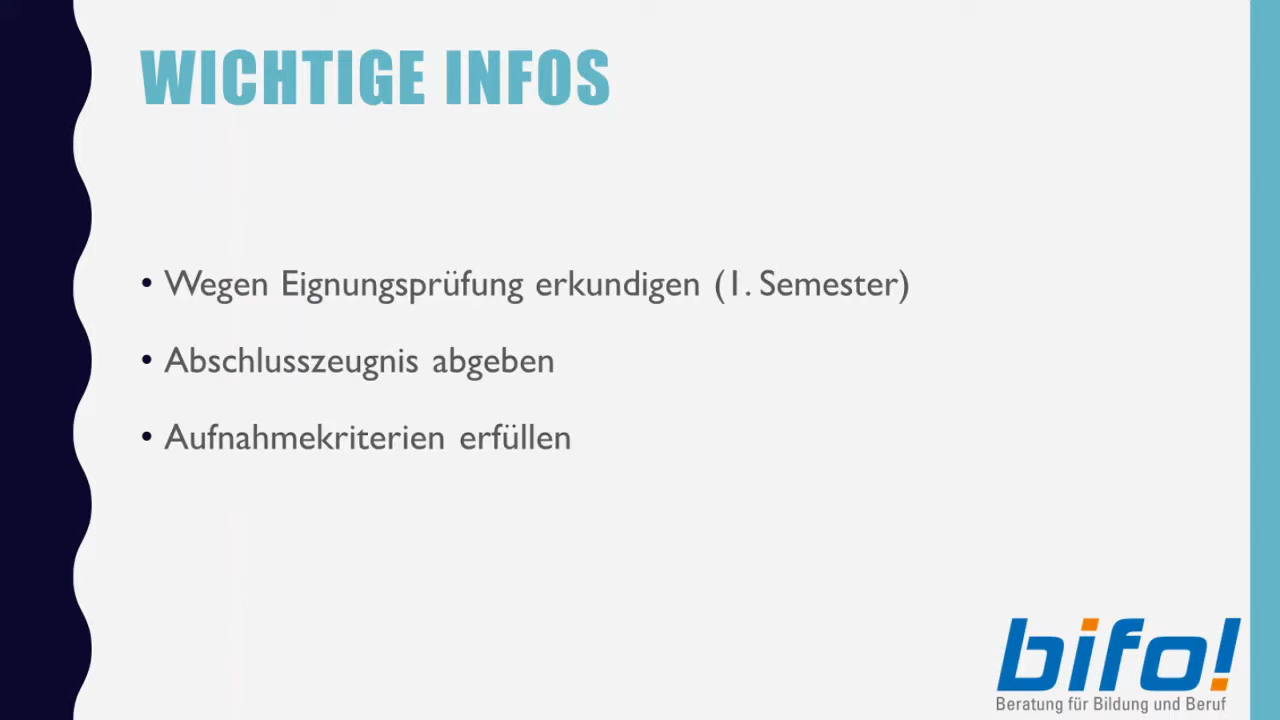 WICHTIGE INFOS
• Wegen Eignungsprüfung erkundigen (1. Semester)
• Abschlusszeugnis abgeben
• Aufnahmekriterien erfüllen
bifo!
Beratung für Bildung und Beruf